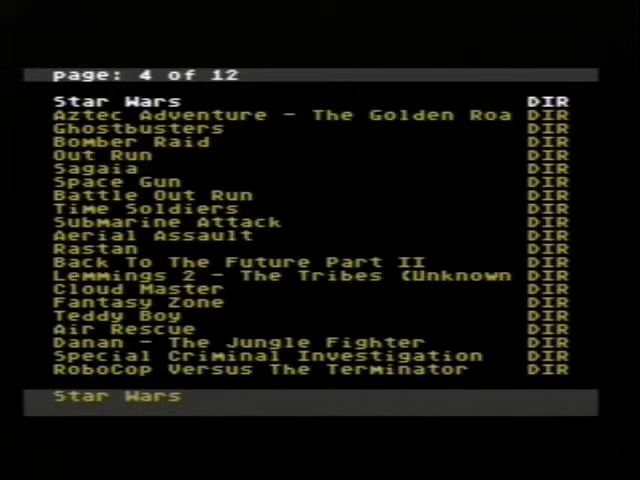 page: 4 of 12
Star Wars DIR
Aztec Adventure - The Golden Roa DIR
Ghostbusters DIR
Bomber Raid DIR
Out Run DIR
Sagaia DIR
Space Gun DIR
Battle Out Run DIR
Time Soldiers DIR
Submarine Attack DIR
Aerial Assault DIR
Rastan DIR
Back To The Future Part II DIR
Lemmings 2 - The Tribes (Unknown DIR
Cloud Master DIR
Fantasy Zone DIR
Teddy Boy DIR
Air Rescue DIR
Danan - The Jungle Fighter DIR
Special Criminal Investigation DIR
RoboCop Versus The Terminator DIR
Star Wars